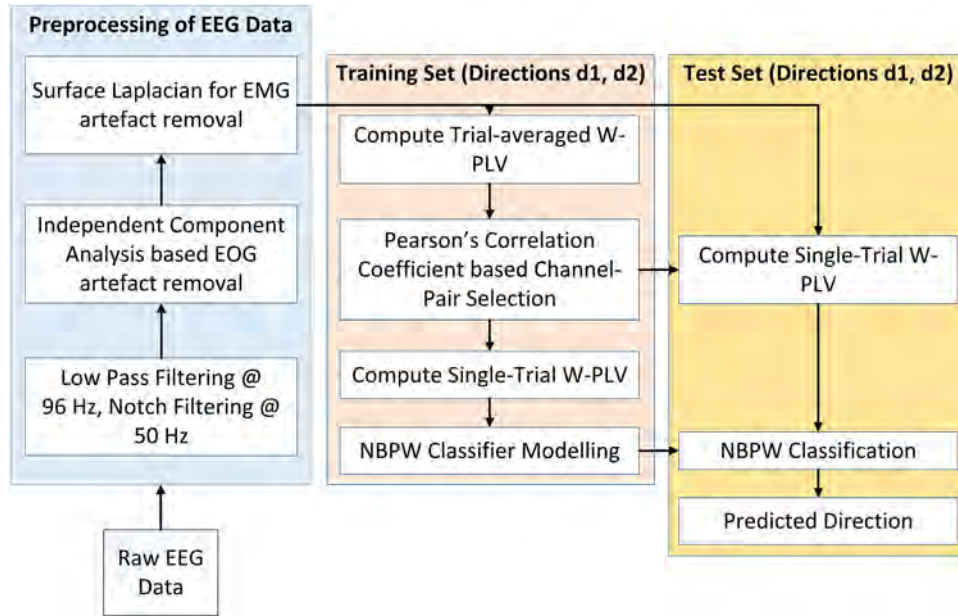 Preprocessing of EEG Data
Surface Laplacian for EMG
artefact removal
Independent Component
Analysis based EOG
artefact removal
Low Pass Filtering @
96 Hz, Notch Filtering @
50 Hz
Raw EEG
Data
Training Set (Directions d1, d2)
Compute Trial-averaged W-
PLV
Pearson’s Correlation
Coefficient based Channel-
Pair Selection
Compute Single-Trial W-PLV
NBPW Classifier Modelling
Test Set (Directions d1, d2)
Compute Single-Trial W-
PLV
NBPW Classification
Predicted Direction